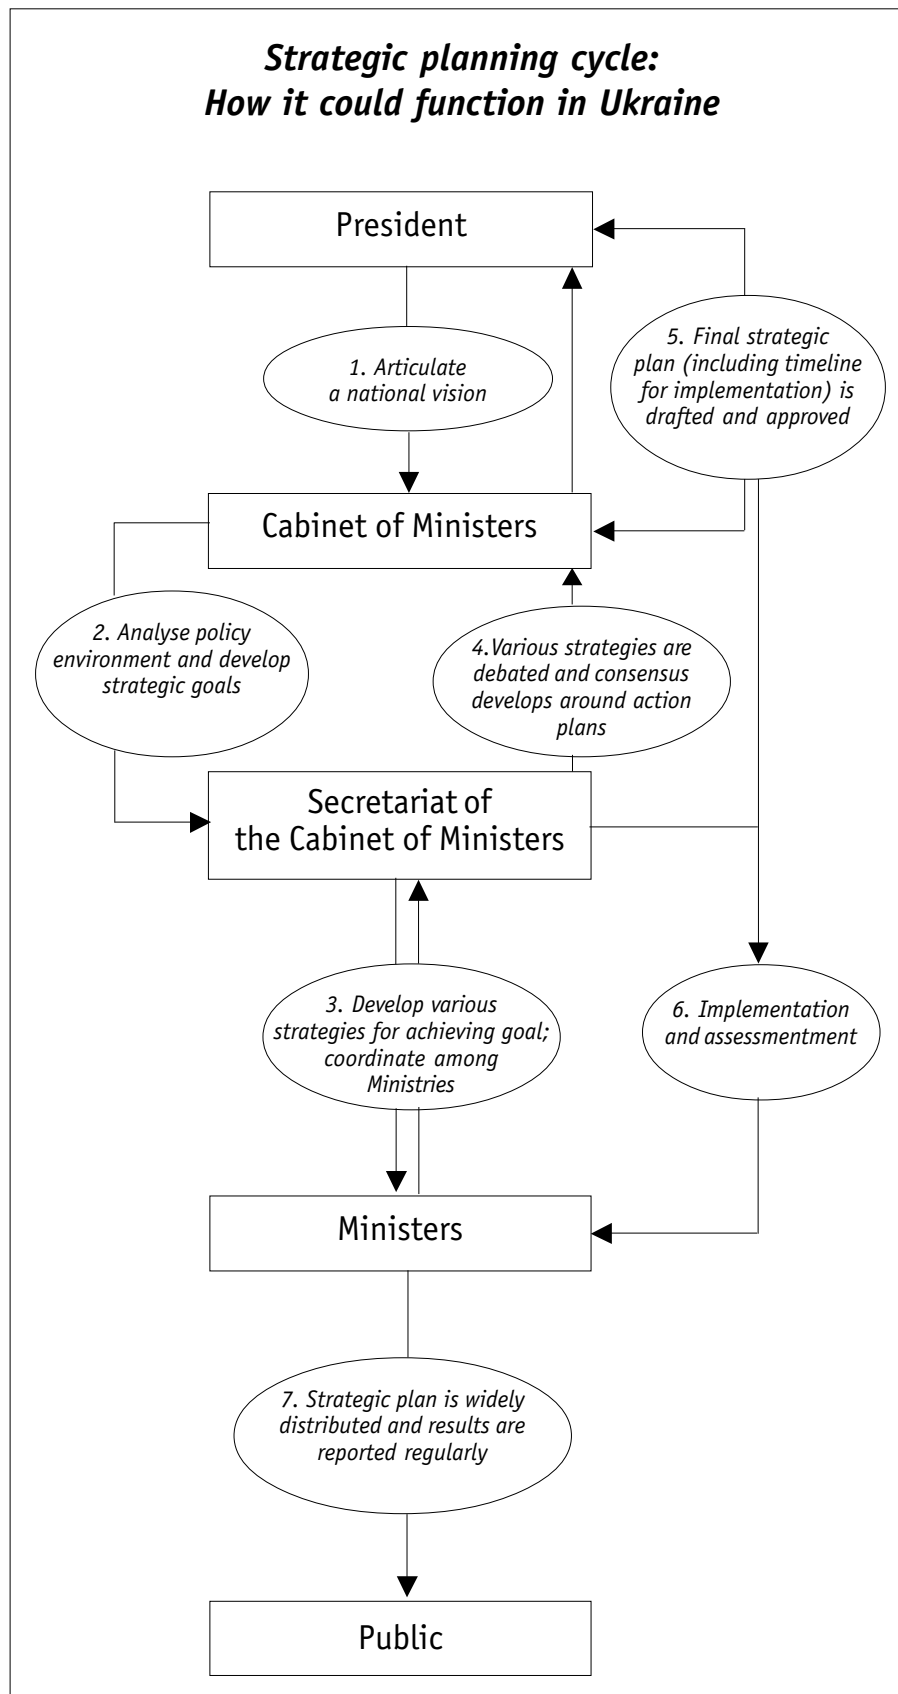 Strategic planning cycle:
How it could function in Ukraine
President
1. Articulate
a national vision
5. Final strategic
plan (including timeline
for implementation) is
drafted and approved
Cabinet of Ministers
2. Analyse policy
environment and develop
strategic goals
4.Various strategies are
debated and consensus
develops around action
plans
Secretariat of
the Cabinet of Ministers
3. Develop various
strategies for achieving goal;
coordinate among
Ministries
6. Implementation
and assessmentment
Ministers
7. Strategic plan is widely
distributed and results are
reported regularly
Public